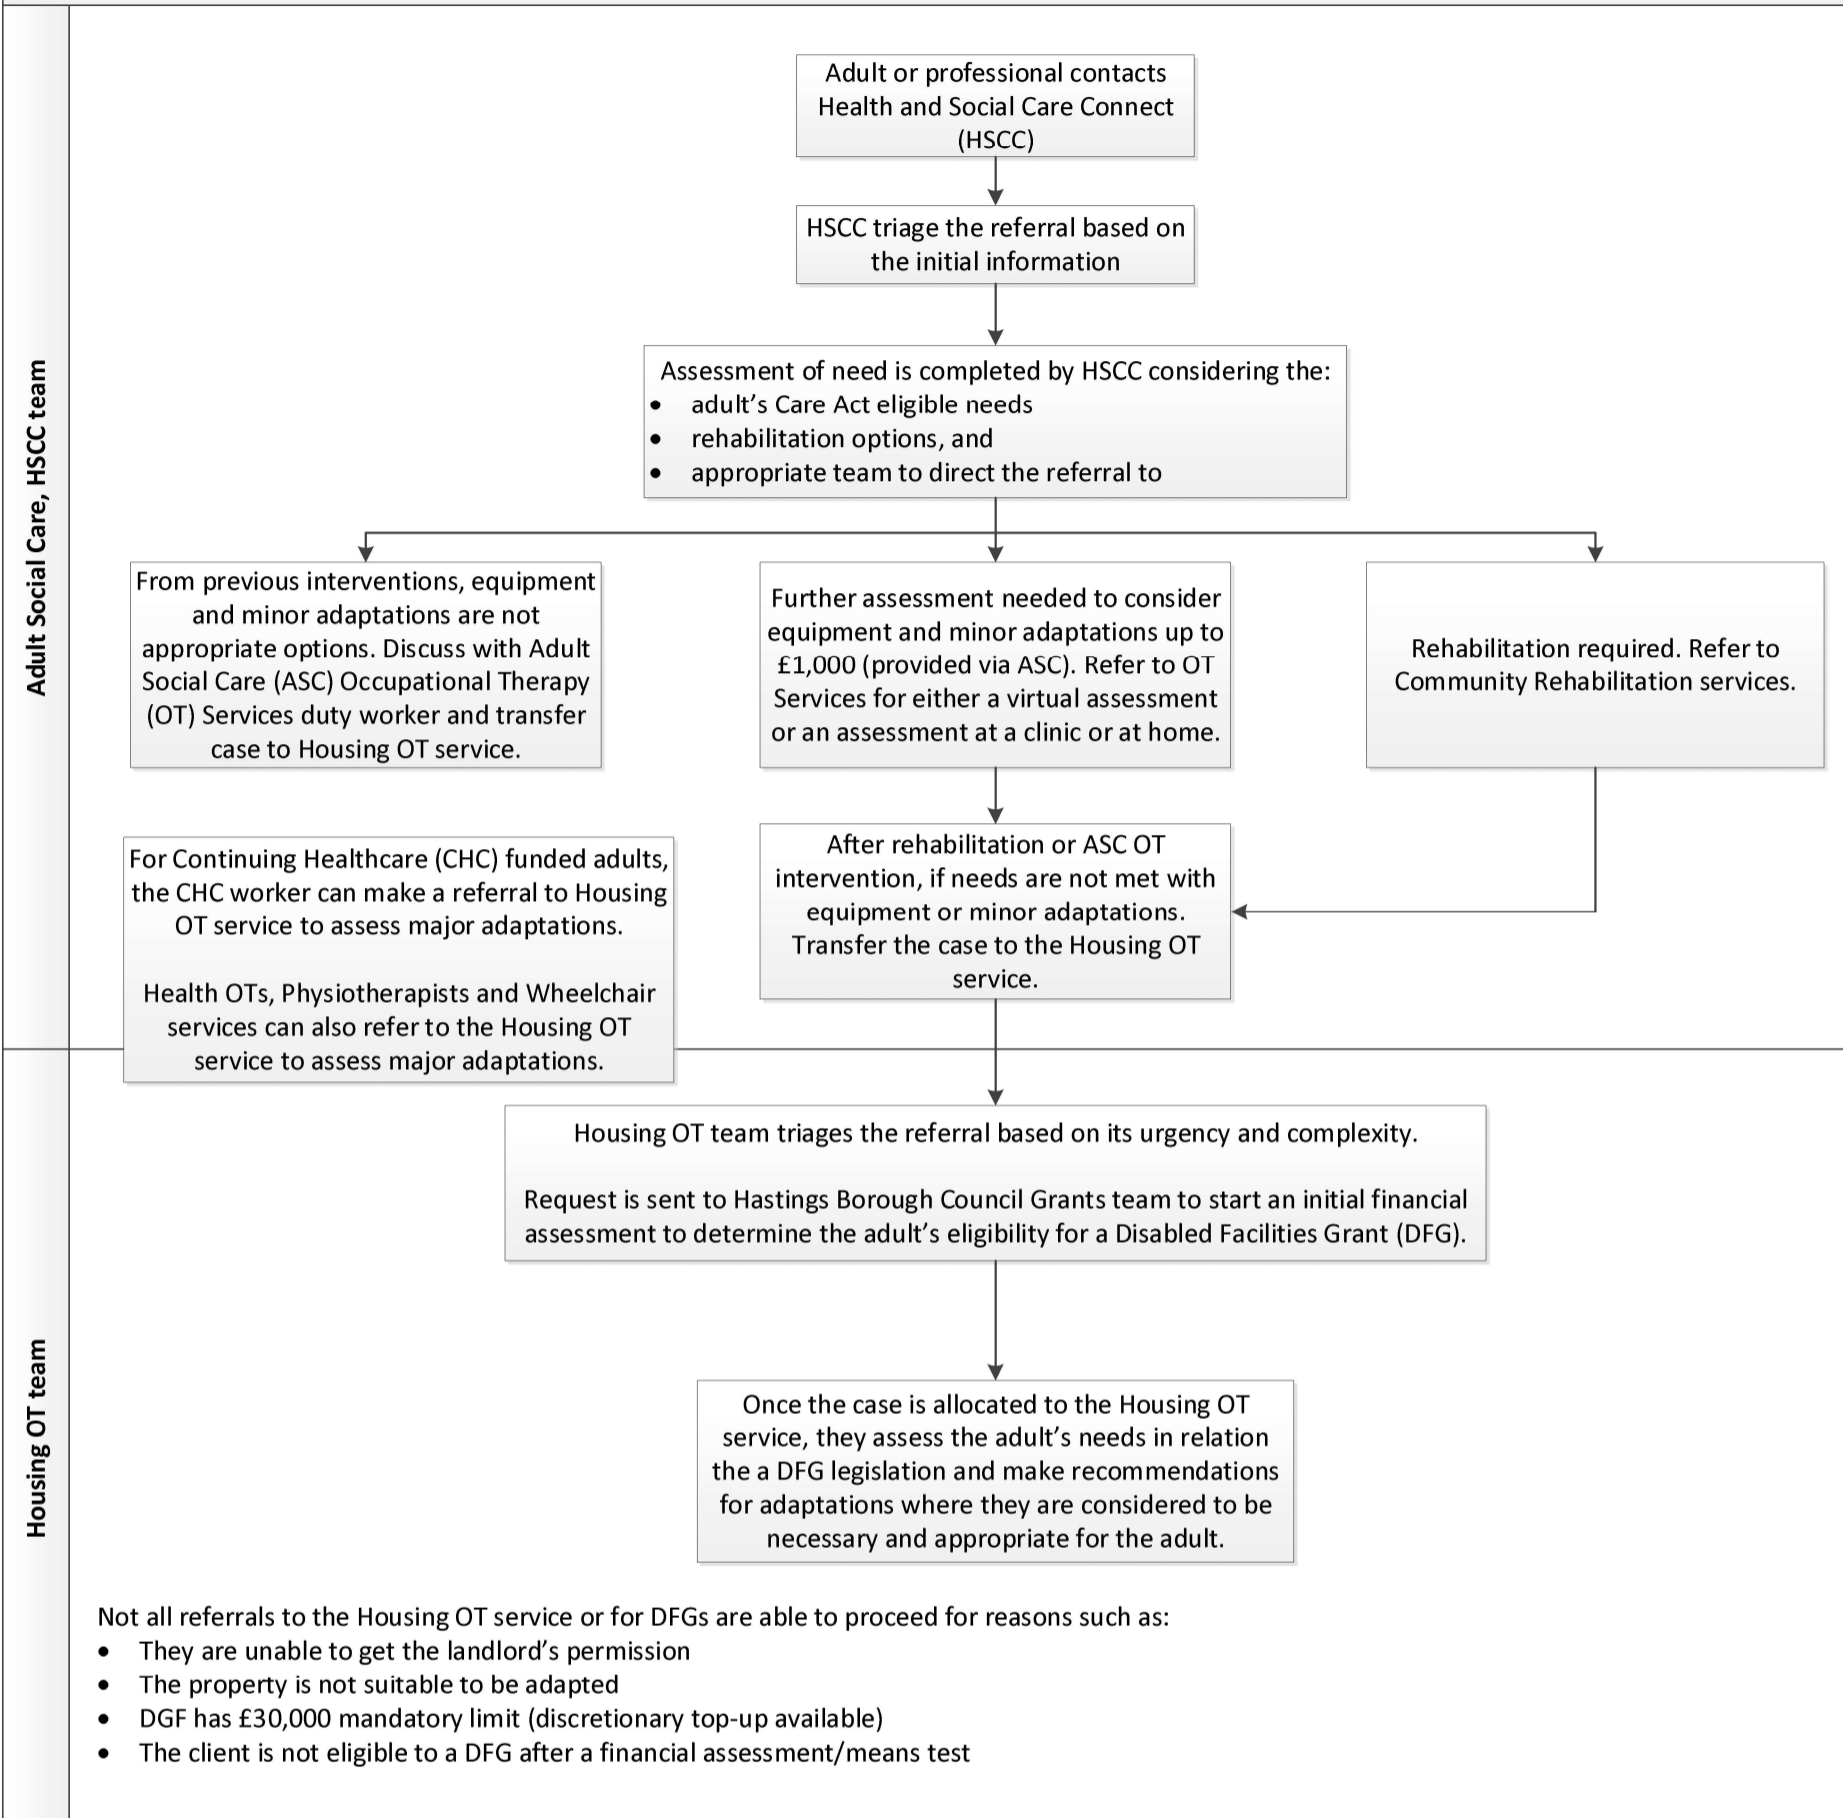 Adult Social Care, HSCC team
Adult or professional contacts
Health and Social Care Connect
(HSCC)
HSCC triage the referral based on
the initial information
Assessment of need is completed by HSCC considering the:
• adult’s Care Act eligible needs
• rehabilitation options, and
• appropriate team to direct the referral to
From previous interventions, equipment
and minor adaptations are not
appropriate options. Discuss with Adult
Social Care (ASC) Occupational Therapy
(OT) Services duty worker and transfer
case to Housing OT service.
Further assessment needed to consider
equipment and minor adaptations up to
£1,000 (provided via ASC). Refer to OT
Services for either a virtual assessment
or an assessment at a clinic or at home.
Rehabilitation required. Refer to
Community Rehabilitation services.
For Continuing Healthcare (CHC) funded adults,
the CHC worker can make a referral to Housing
OT service to assess major adaptations.
Health OTs, Physiotherapists and Wheelchair
services can also refer to the Housing OT
service to assess major adaptations.
After rehabilitation or ASC OT
intervention, if needs are not met with
equipment or minor adaptations.
Transfer the case to the Housing OT
service.
Housing OT team
Housing OT team triages the referral based on its urgency and complexity.
Request is sent to Hastings Borough Council Grants team to start an initial financial
assessment to determine the adult’s eligibility for a Disabled Facilities Grant (DFG).
Once the case is allocated to the Housing OT
service, they assess the adult’s needs in relation
the a DFG legislation and make recommendations
for adaptations where they are considered to be
necessary and appropriate for the adult.
Not all referrals to the Housing OT service or for DFGs are able to proceed for reasons such as:
• They are unable to get the landlord’s permission
• The property is not suitable to be adapted
• DGF has £30,000 mandatory limit (discretionary top-up available)
• The client is not eligible to a DFG after a financial assessment/means test